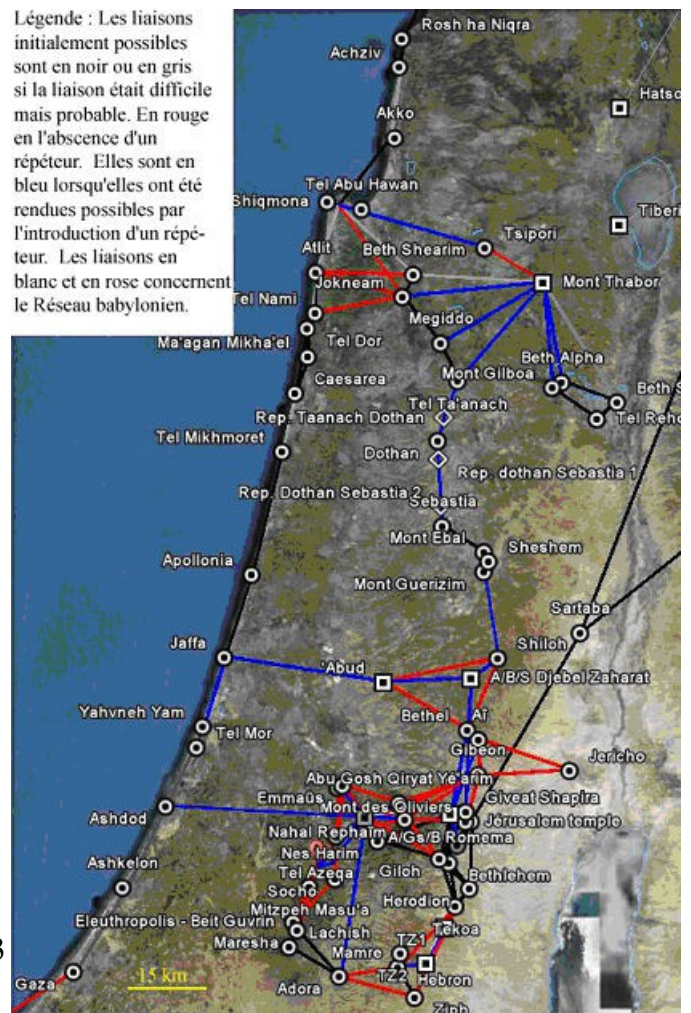 Légende : Les liaisons
initialement possibles
sont en noir ou en gris
si la liaison était difficile
mais probable. En rouge
en l'abscence d'un
répéteur. Elles sont en
bleu lorsqu'elles ont été
rendues possibles par
l'introduction d'un répé-
teur. Les liaisons en
blanc et en rose concernent
le Réseau babylonien.
Rosh ha Niqra
Achziv
Hatso
Akko
Tel Abu Hawan
Shiqmona
Tiberi
Tsipori
Atlit
Beth Shearim
Jokneam
Mont Thabor
Tel Nami
Megiddo
Ma'agan Mikha'el
Tel Dor
Beth Alpha
Caesarea
Mont Gilboa
Beth S
Tel Ta'anach
Rep. Taanach Dothan
Tel Reho
Tel Mikhmoret
Dothan
Rep. dothan Sebastia 1
Rep. Dothan Sebastia 2
Sebastia
Mont Ebal
Sheshem
Apollonia
Mont Guerizim
Sartaba
Jaffa
Shiloh
'Abud
A/B/S Djebel Zaharat
Yahvneh Yam
Bethel
Aï
Tel Mor
Gibeon
Jericho
Abu Gosh Qiryat Yé'arim
Emmaüs
Mont des Oliviers
Giveat Shapira
Ashdod
Jérusalem temple
Nahal Rephaïm
A/Gs/B Romema
Nes Harim
Giloh
Tel Azeqa
Bethlehem
Ashkelon
Socho
Herodion
Mitzpeh Masu'a
Eleuthropolis - Beit Guvrin
Lachish
Tekoa
Maresha
Mamre
TZ1
3
Gaza
15 km
TZ2
Hebron
Adora
Ziph